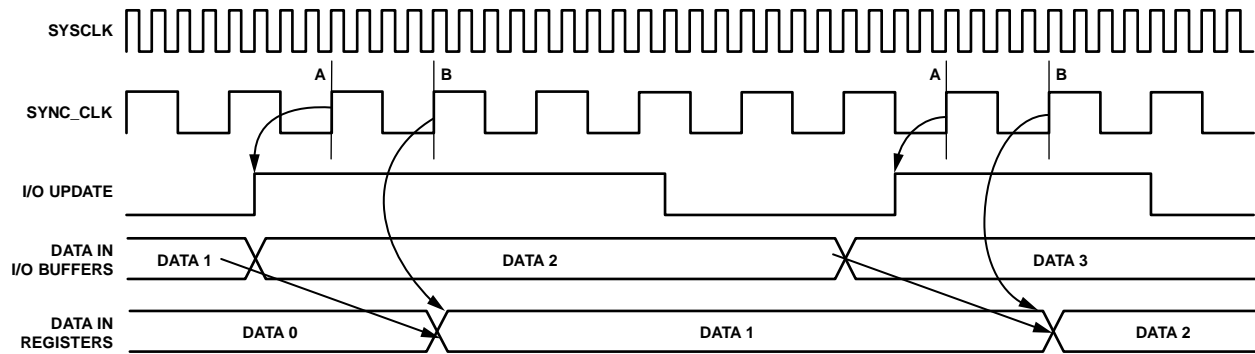 SYSCLK
A B A B
SYNC_CLK
I/O UPDATE
DATA IN
I/O BUFFERS
DATA 1 DATA 2 DATA 3
DATA IN
REGISTERS
DATA 0 DATA 1 DATA 2